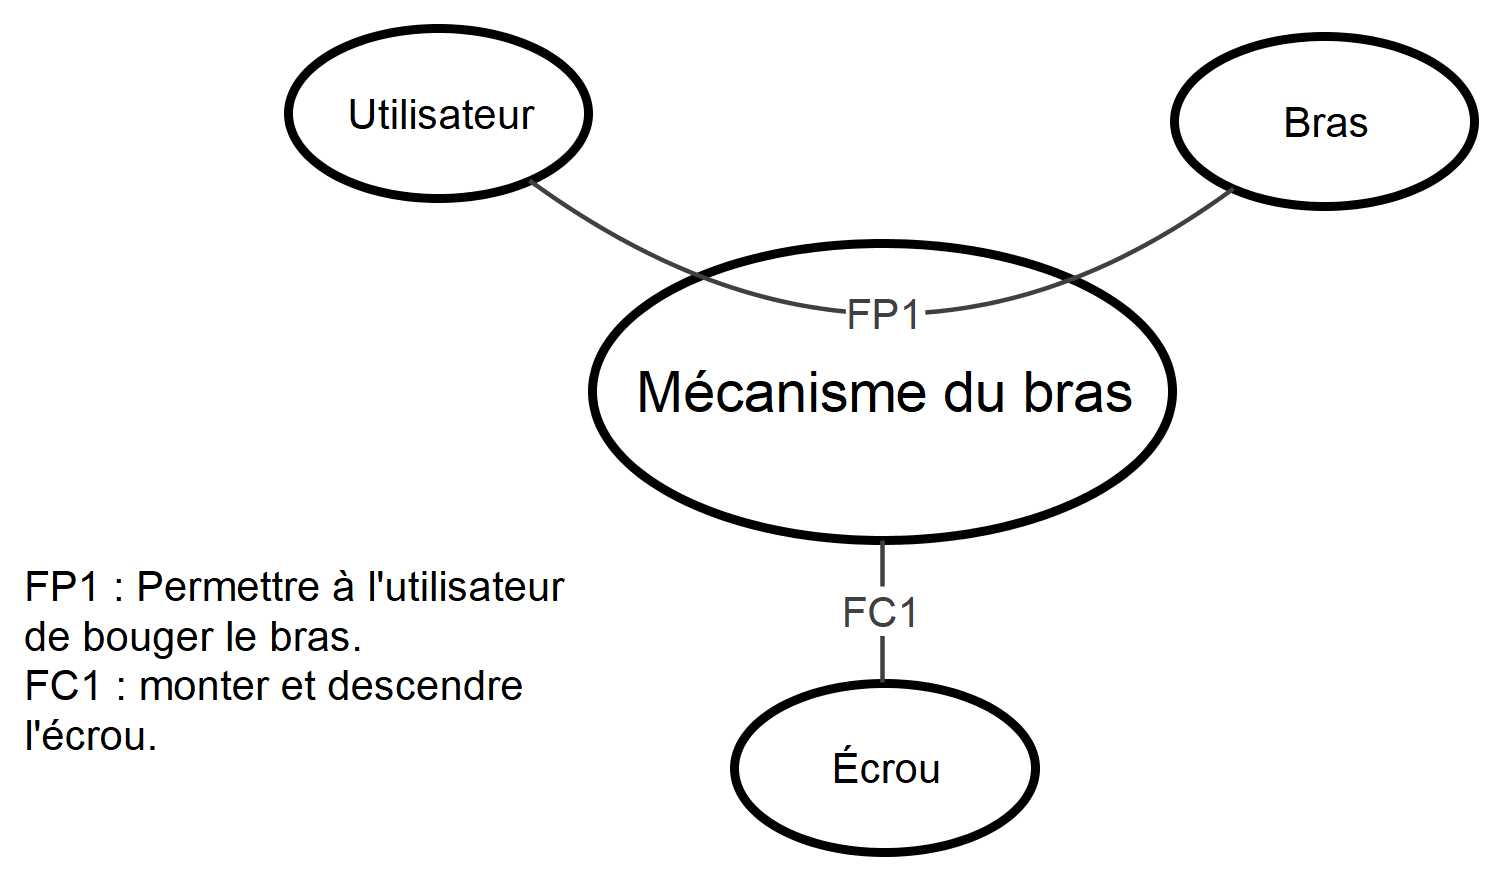 Utilisateur
Bras
FP1
Mécanisme du bras
FC1
Écrou
FP1 : Permettre à l'utilisateur
de bouger le bras.
FC1 : monter et descendre
l'écrou.